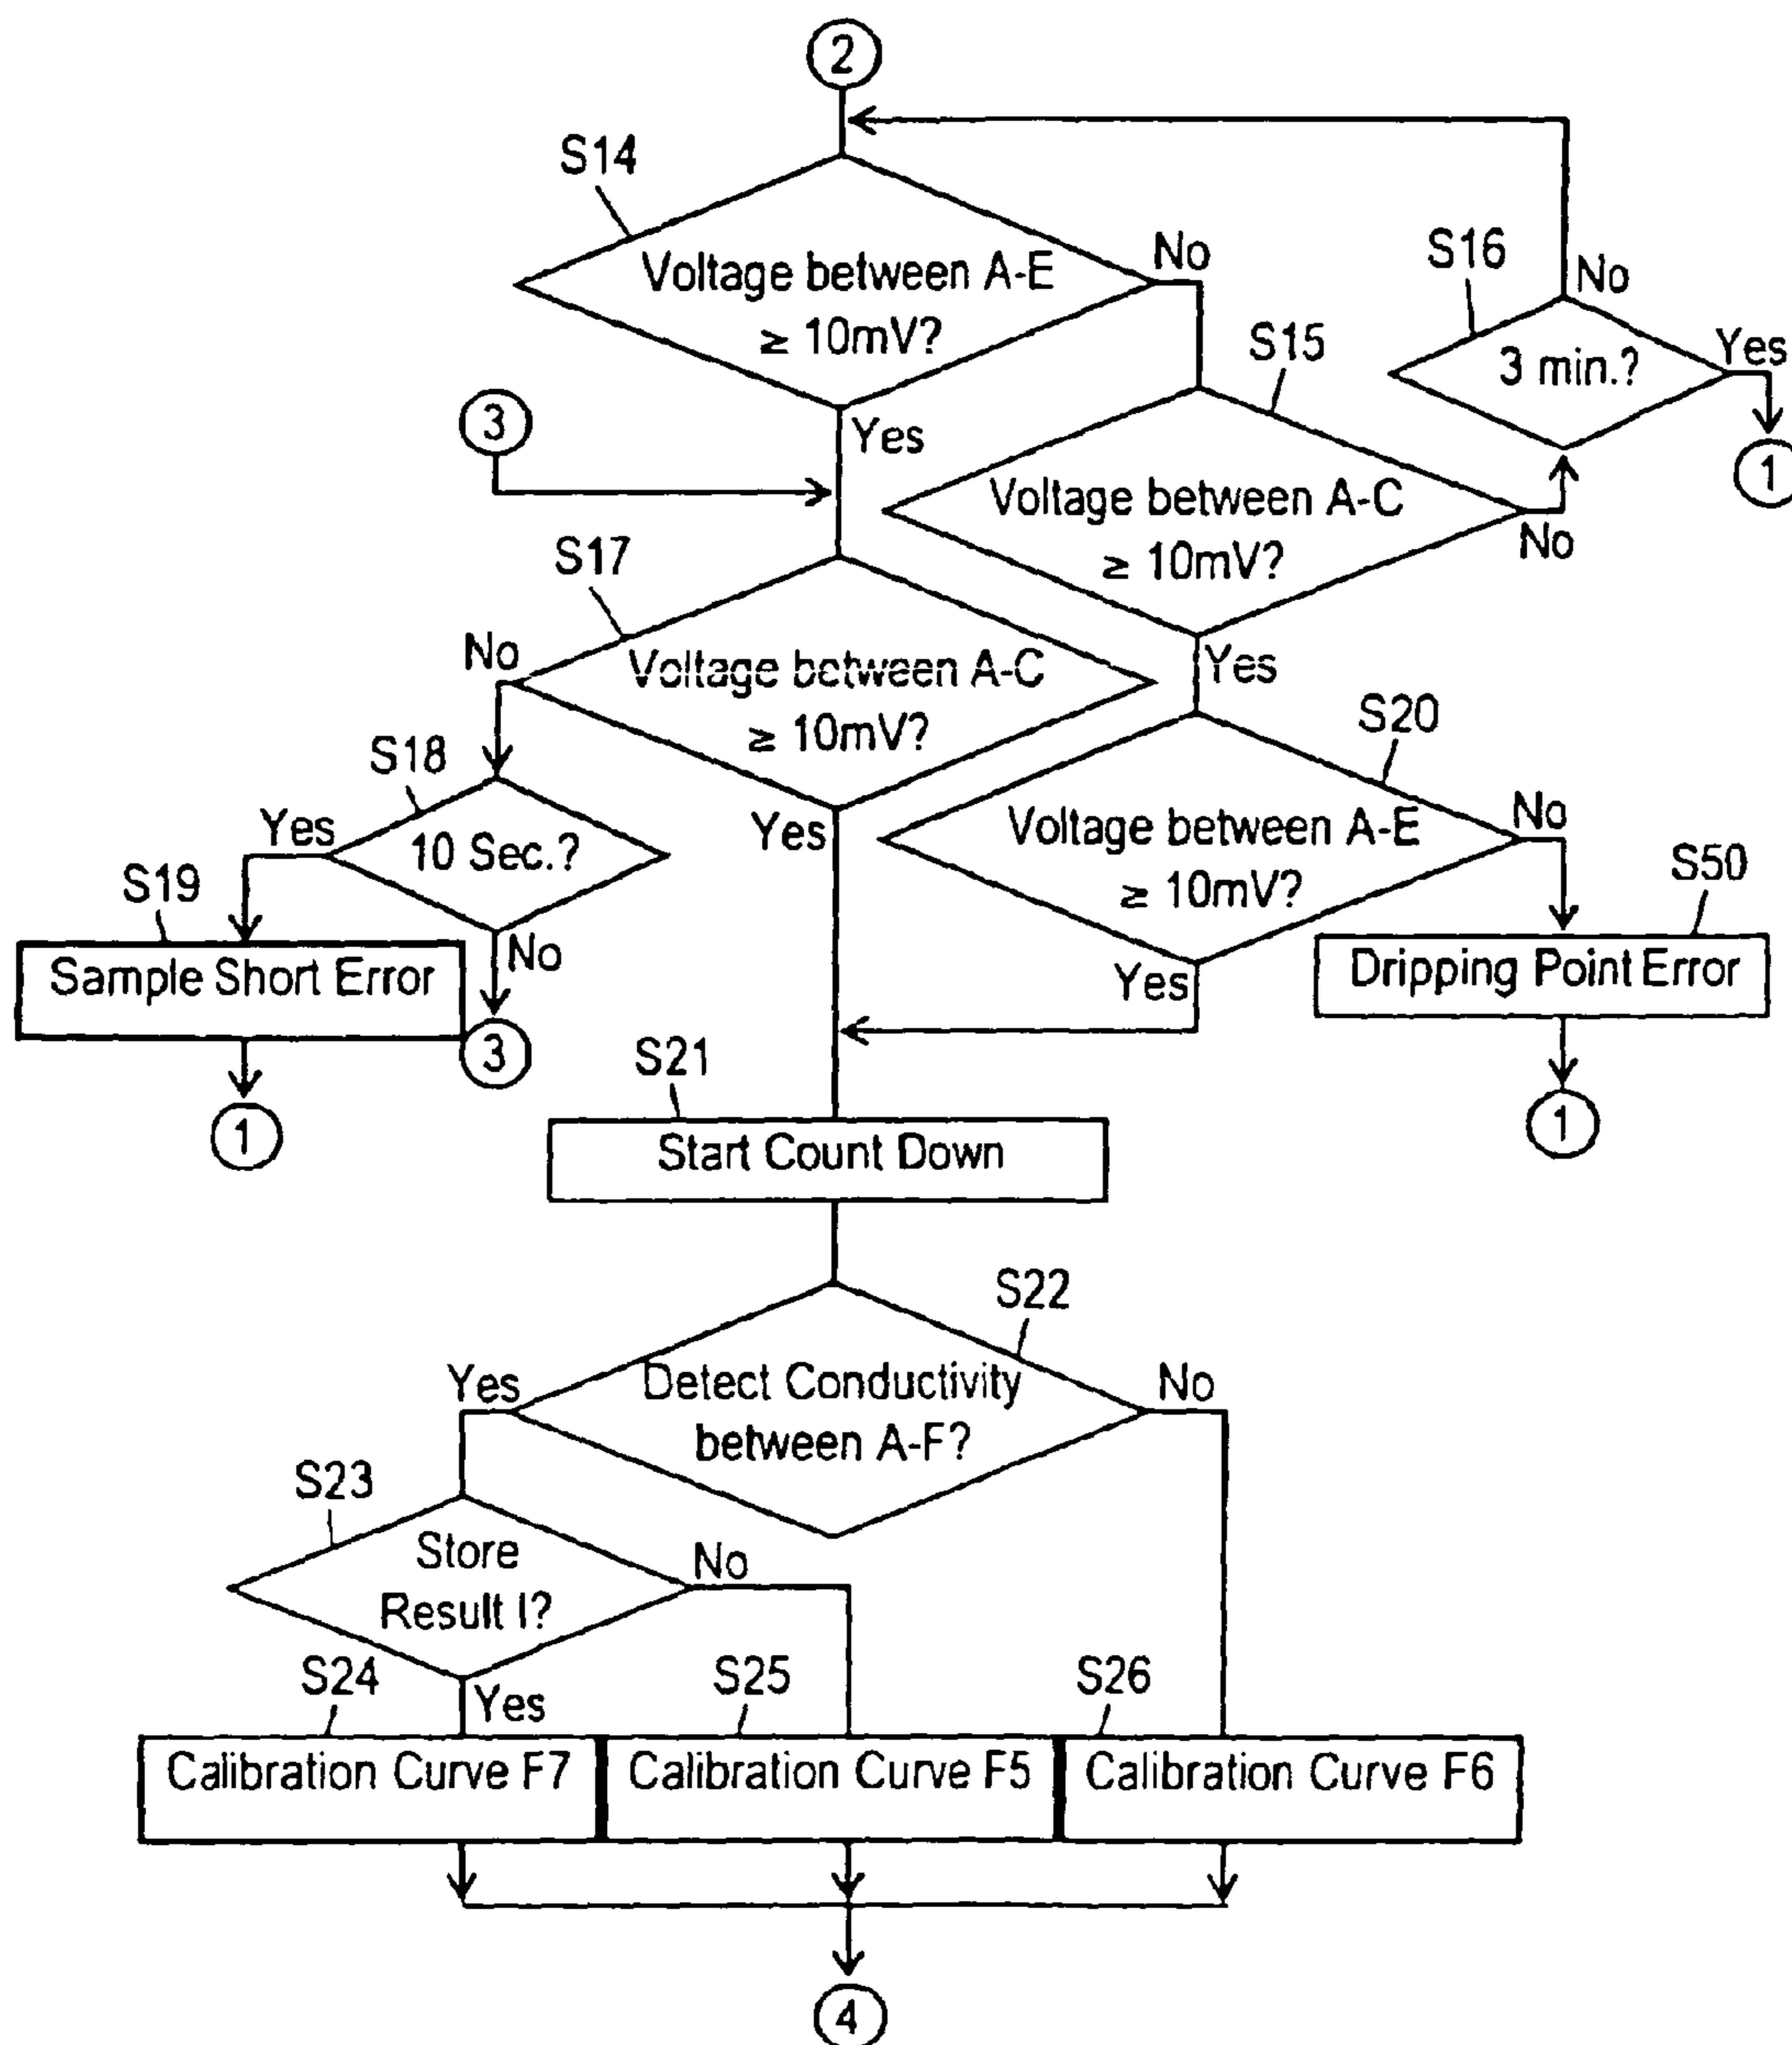 2
S14
Voltage between A-E
≥ 10mV?
No
Yes
S16
3 min.?
No
Yes
1
S15
Voltage between A-C
≥ 10mV?
No
Yes
3
S17
Voltage between A-C
≥ 10mV?
No
Yes
S18
10 Sec.?
Yes
No
S19
Sample Short Error
1
3
S20
Voltage between A-E
≥ 10mV?
No
Yes
S50
Dripping Point Error
1
S21
Start Count Down
S22
Detect Conductivity
between A-F?
Yes
No
S23
Store
Result I?
No
Yes
S24
Calibration Curve F7
S25
Calibration Curve F5
S26
Calibration Curve F6
4